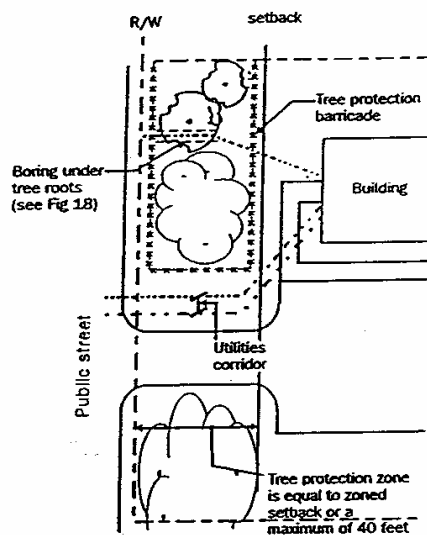 R/W
setback
Tree protection
barricade
Boring under
tree roots
(see Fig 18)
Building
Public street
Utilities
corridor
Tree protection zone
is equal to zoned
setback or a
maximum of 40 feet